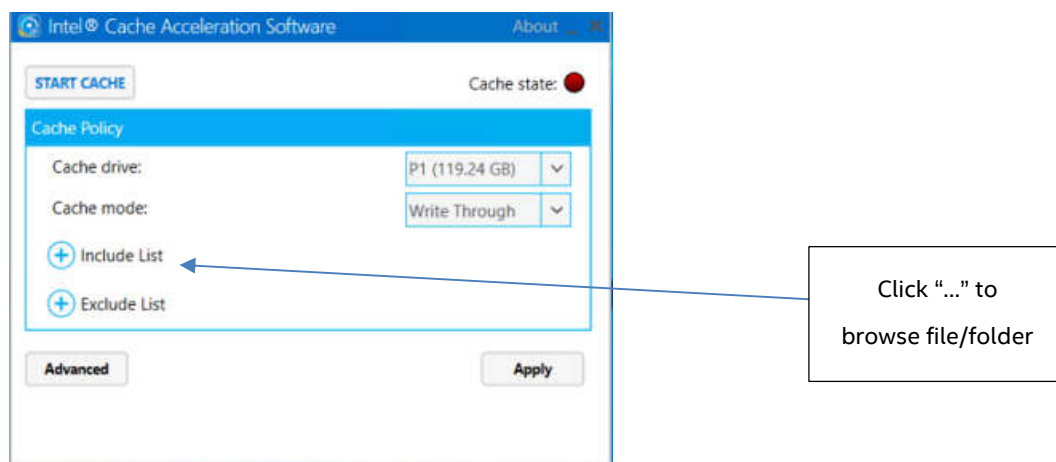 Intel® Cache Acceleration Software About
START CACHE Cache state:
Cache Policy
Cache drive: P1 (119.24 GB)
Cache mode: Write Through
Include List
Exclude List
Advanced Apply
Click “...” to
browse file/folder